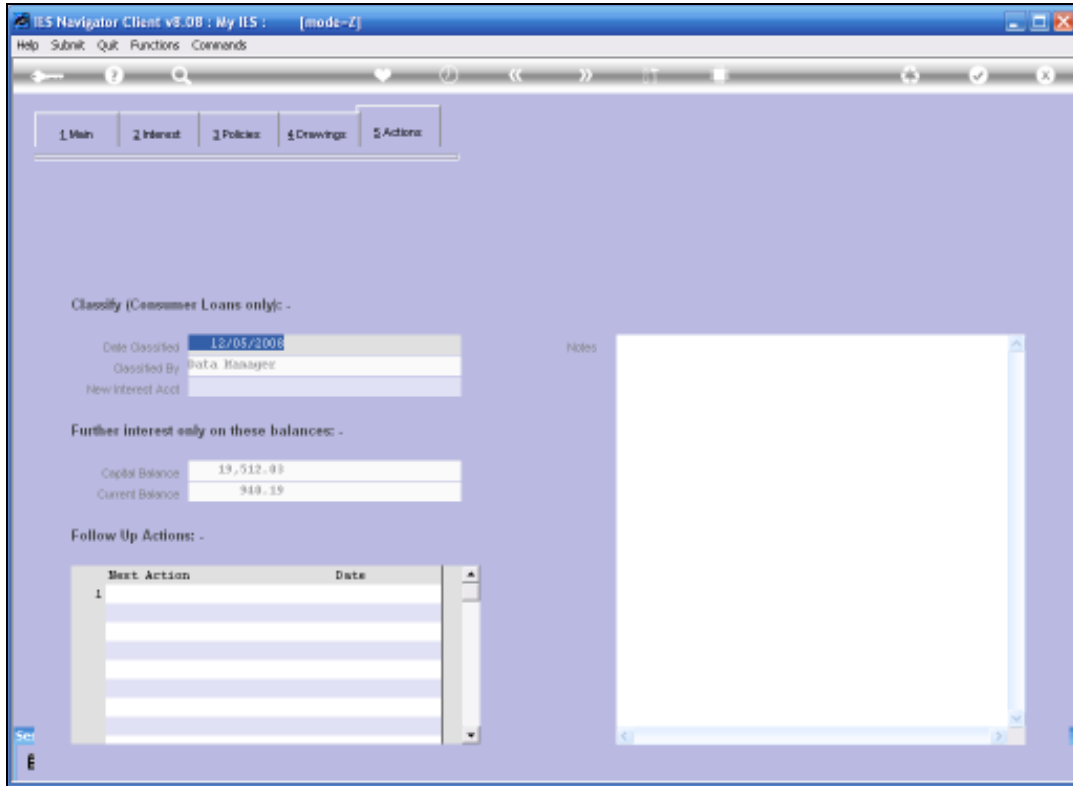 IES Navigator Client v8.08 : My IES : [mode=Z]
Help Submit Quit Functions Commands
1 Main 2 Interest 3 Policies 4 Drawings 5 Actions
Classify (Consumer Loans only): -
Date Classified 12/05/2008
Classified By Data Manager
New Interest Acct
Notes
Further interest only on these balances: -
Capital Balance 19,512.03
Current Balance 940.19
Follow Up Actions: -
Next Action Date
1